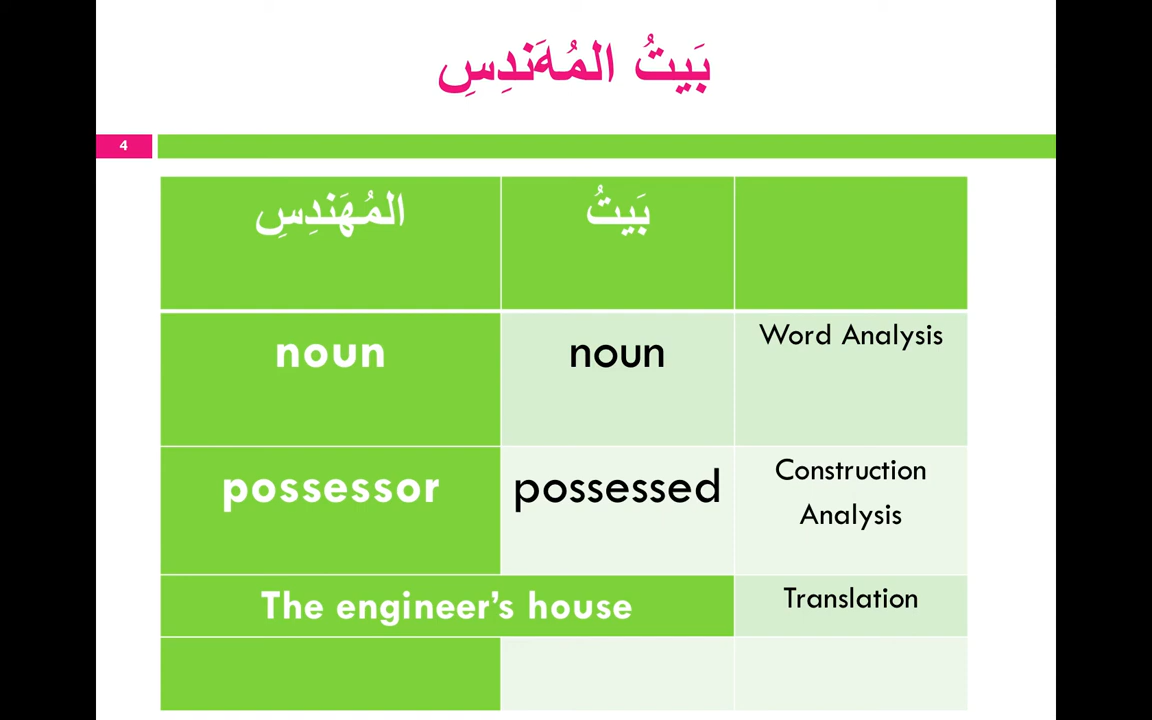 بَيتُ المُهَندِسِ
4
المُهَندِسِ بَيتُ
noun noun Word Analysis
possessor possessed Construction
Analysis
The engineer’s house Translation